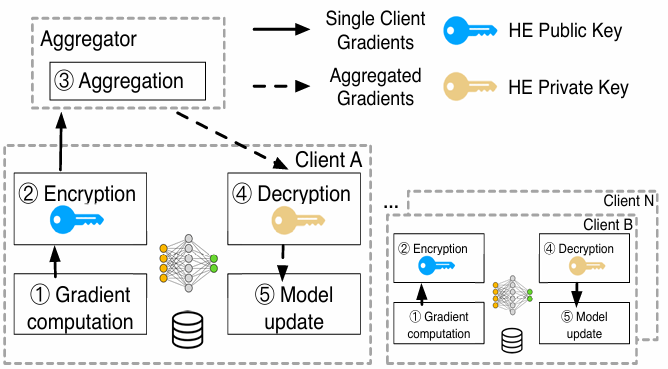 Aggregator
③ Aggregation
Single Client
Gradients
HE Public Key
Aggregated
Gradients
HE Private Key
Client A
② Encryption
④ Decryption
① Gradient
computation
⑤ Model
update
...
Client N
Client B
② Encryption
④ Decryption
① Gradient
computation
⑤ Model
update